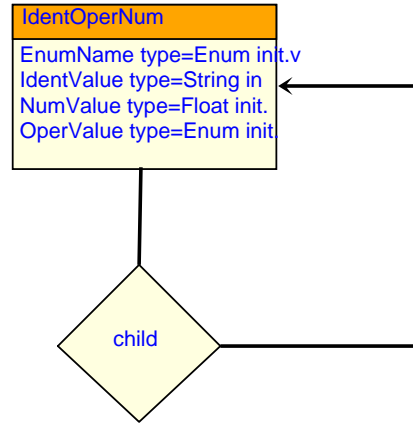 IdentOperNum
EnumName type=Enum init.v
IdentValue type=String in
NumValue type=Float init.
OperValue type=Enum init.
child